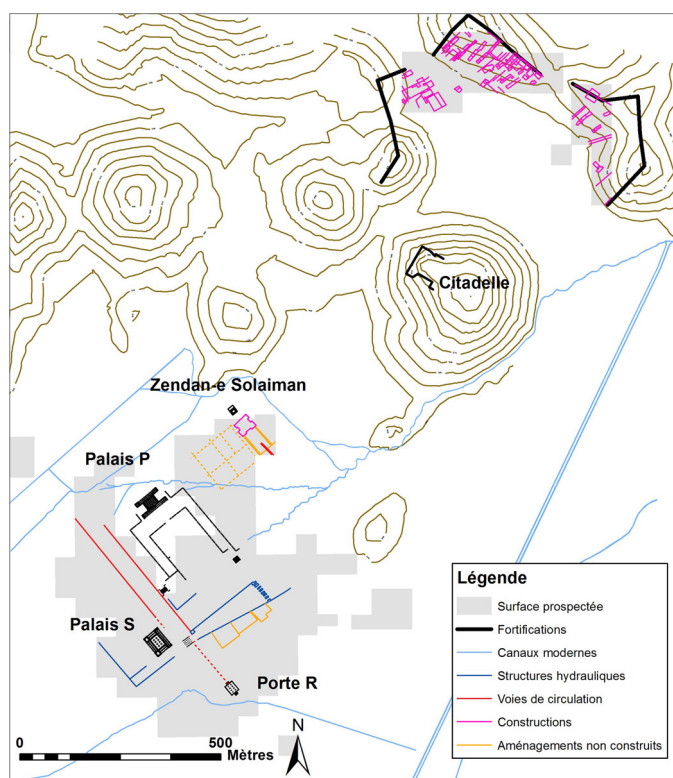 Citadelle
Zendan-e Solaiman
Palais P
Palais S
Porte R
Légende
Surface prospectée
Fortifications
Canaux modernes
Structures hydrauliques
Voies de circulation
Constructions
Aménagements non construits
N
0 500
Mètres